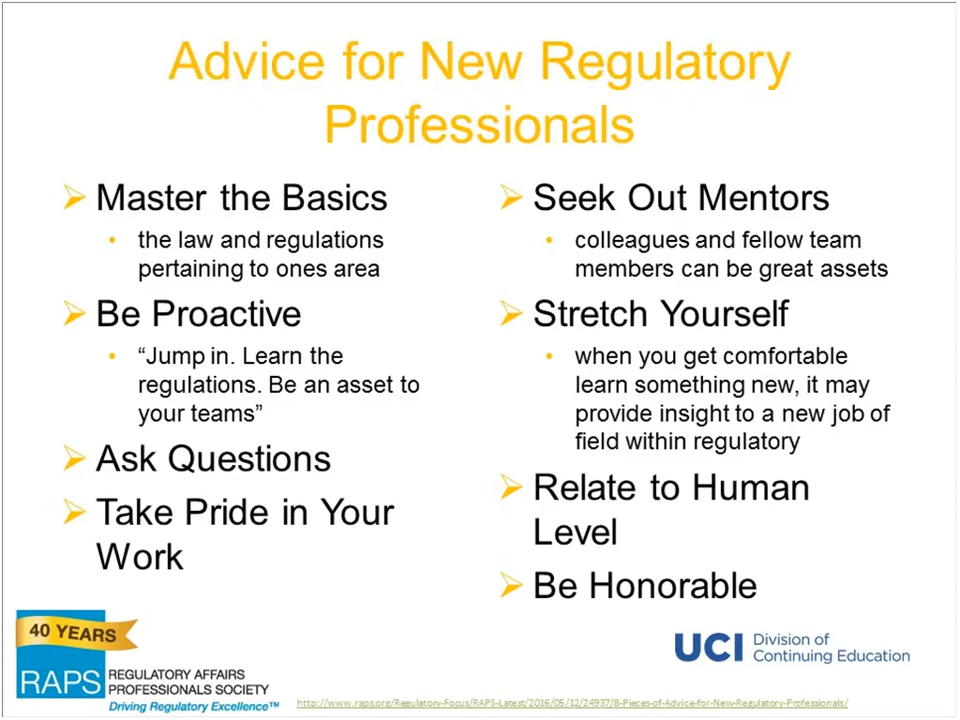 Advice for New Regulatory
Professionals
Master the Basics
the law and regulations
pertaining to ones area
Be Proactive
“Jump in. Learn the
regulations. Be an asset to
your teams”
Ask Questions
Take Pride in Your
Work
Seek Out Mentors
colleagues and fellow team
members can be great assets
Stretch Yourself
when you get comfortable
learn something new, it may
provide insight to a new job of
field within regulatory
Relate to Human
Level
Be Honorable
40 YEARS
RAPS
REGULATORY AFFAIRS
PROFESSIONALS SOCIETY
Driving Regulatory Excellence™
http://www.raps.org/Regulatory-Focus/RAPS-Latest/2016/05/12/24937/8-Pieces-of-Advice-for-New-Regulatory-Professionals/
UCI
Division of
Continuing Education